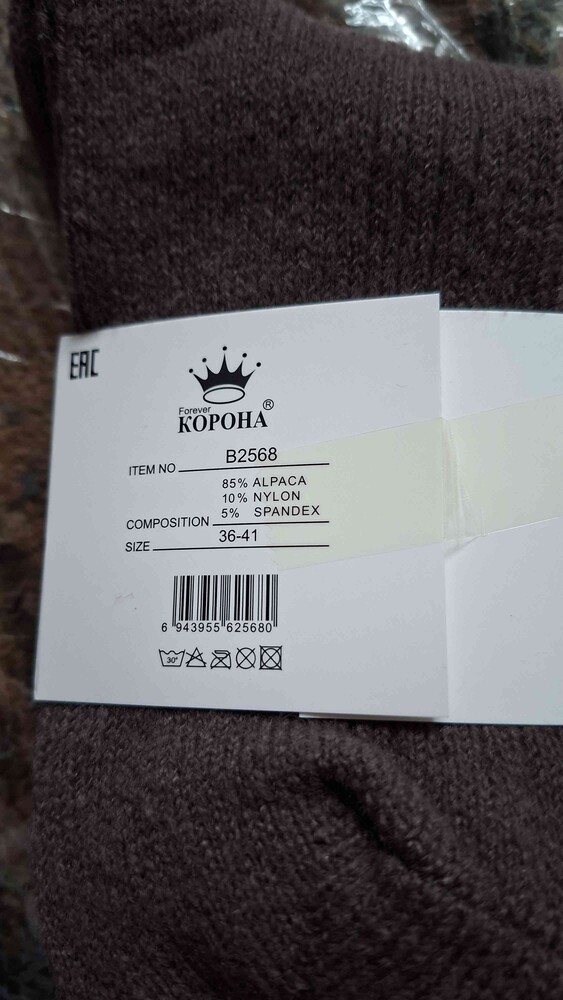 EAC
Forever
КОРОНА®
ITEM NO B2568
85% ALPACA
10% NYLON
COMPOSITION 5% SPANDEX
SIZE 36-41
6 943955 625680
30°